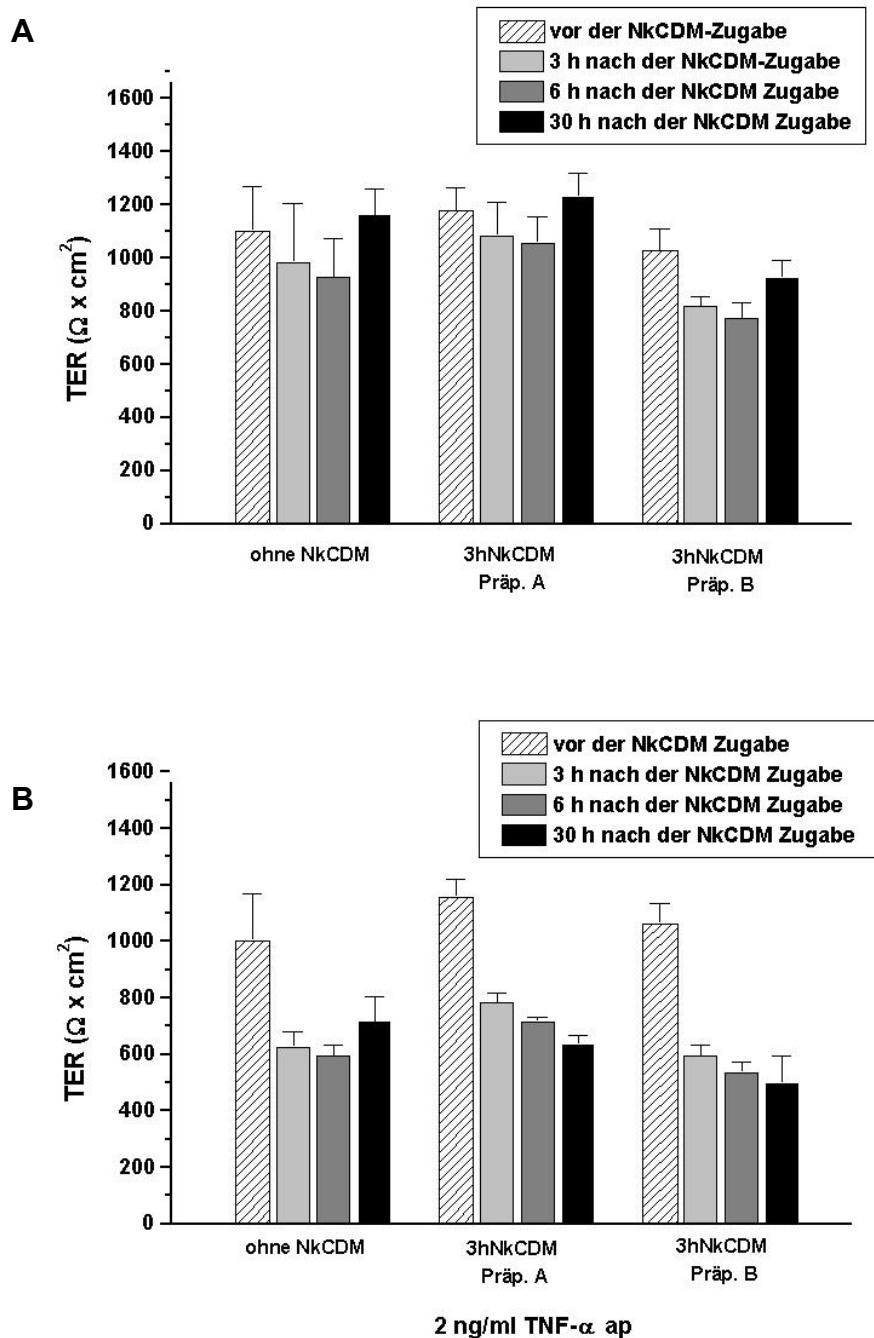 A
vor der NkCDM-Zugabe
3 h nach der NkCDM-Zugabe
6 h nach der NkCDM Zugabe
30 h nach der NkCDM Zugabe
1600
1400
1200
1000
800
600
400
200
0
TER (Ω x cm²)
ohne NkCDM
3hNkCDM
Präp. A
3hNkCDM
Präp. B
B
vor der NkCDM Zugabe
3 h nach der NkCDM Zugabe
6 h nach der NkCDM Zugabe
30 h nach der NkCDM Zugabe
1600
1400
1200
1000
800
600
400
200
0
TER (Ω x cm²)
ohne NkCDM
3hNkCDM
Präp. A
3hNkCDM
Präp. B
2 ng/ml TNF-α ap